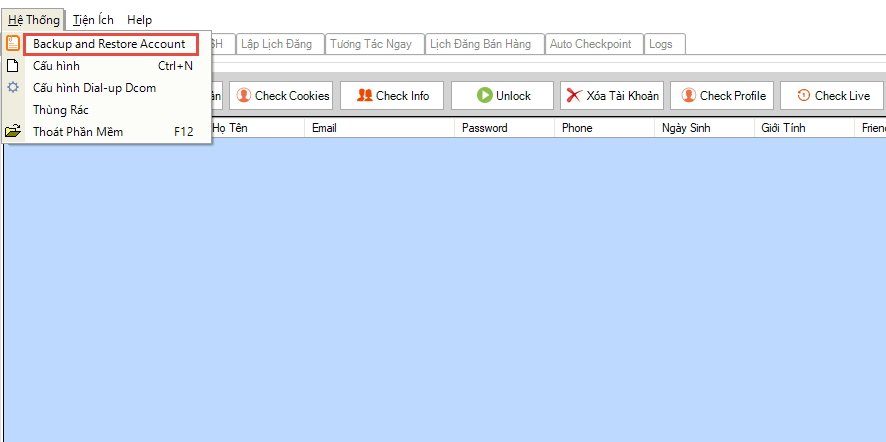 Hệ Thống Tiện Ích Help
Backup and Restore Account
Lập Lịch Đăng Tương Tác Ngay Lịch Đăng Bán Hàng Auto Checkpoint Logs
Cấu hình Ctrl+N
Cấu hình Dial-up Dcom
Check Cookies Check Info Unlock Xóa Tài Khoản Check Profile Check Live
Thùng Rác
Thoát Phần Mềm F12
Họ Tên Email Password Phone Ngày Sinh Giới Tính